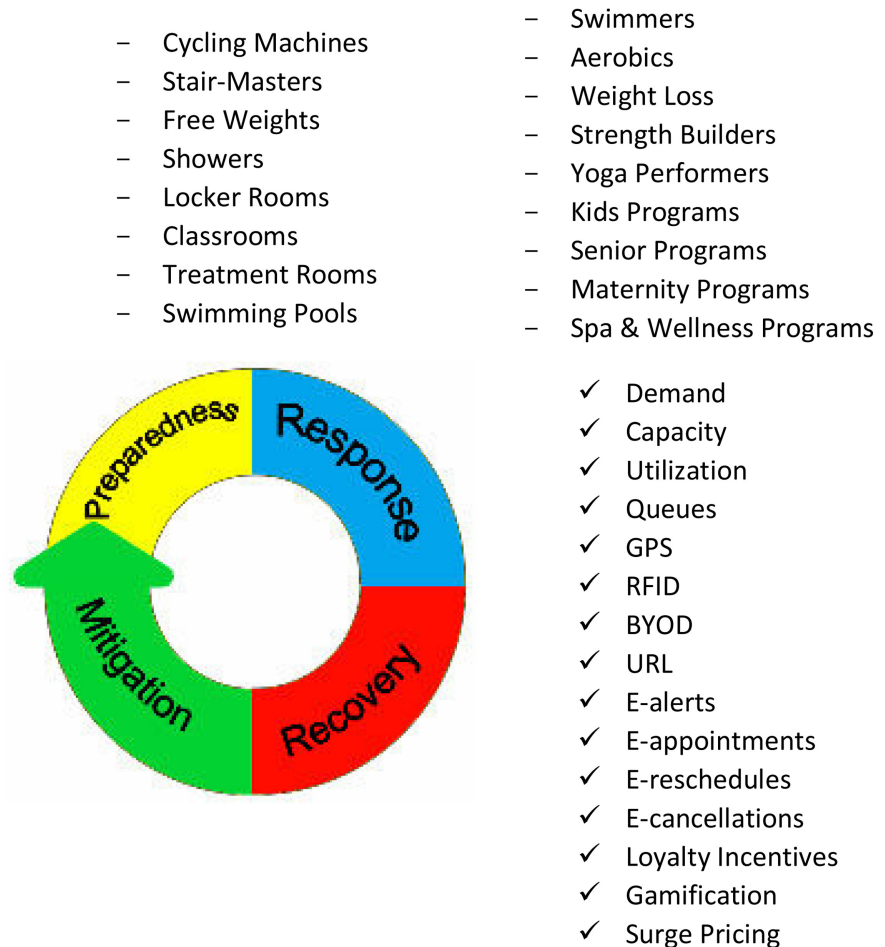 – Cycling Machines
– Stair-Masters
– Free Weights
– Showers
– Locker Rooms
– Classrooms
– Treatment Rooms
– Swimming Pools
– Swimmers
– Aerobics
– Weight Loss
– Strength Builders
– Yoga Performers
– Kids Programs
– Senior Programs
– Maternity Programs
– Spa & Wellness Programs
Preparedness
Response
Mitigation
Recovery
✓ Demand
✓ Capacity
✓ Utilization
✓ Queues
✓ GPS
✓ RFID
✓ BYOD
✓ URL
✓ E-alerts
✓ E-appointments
✓ E-reschedules
✓ E-cancellations
✓ Loyalty Incentives
✓ Gamification
✓ Surge Pricing